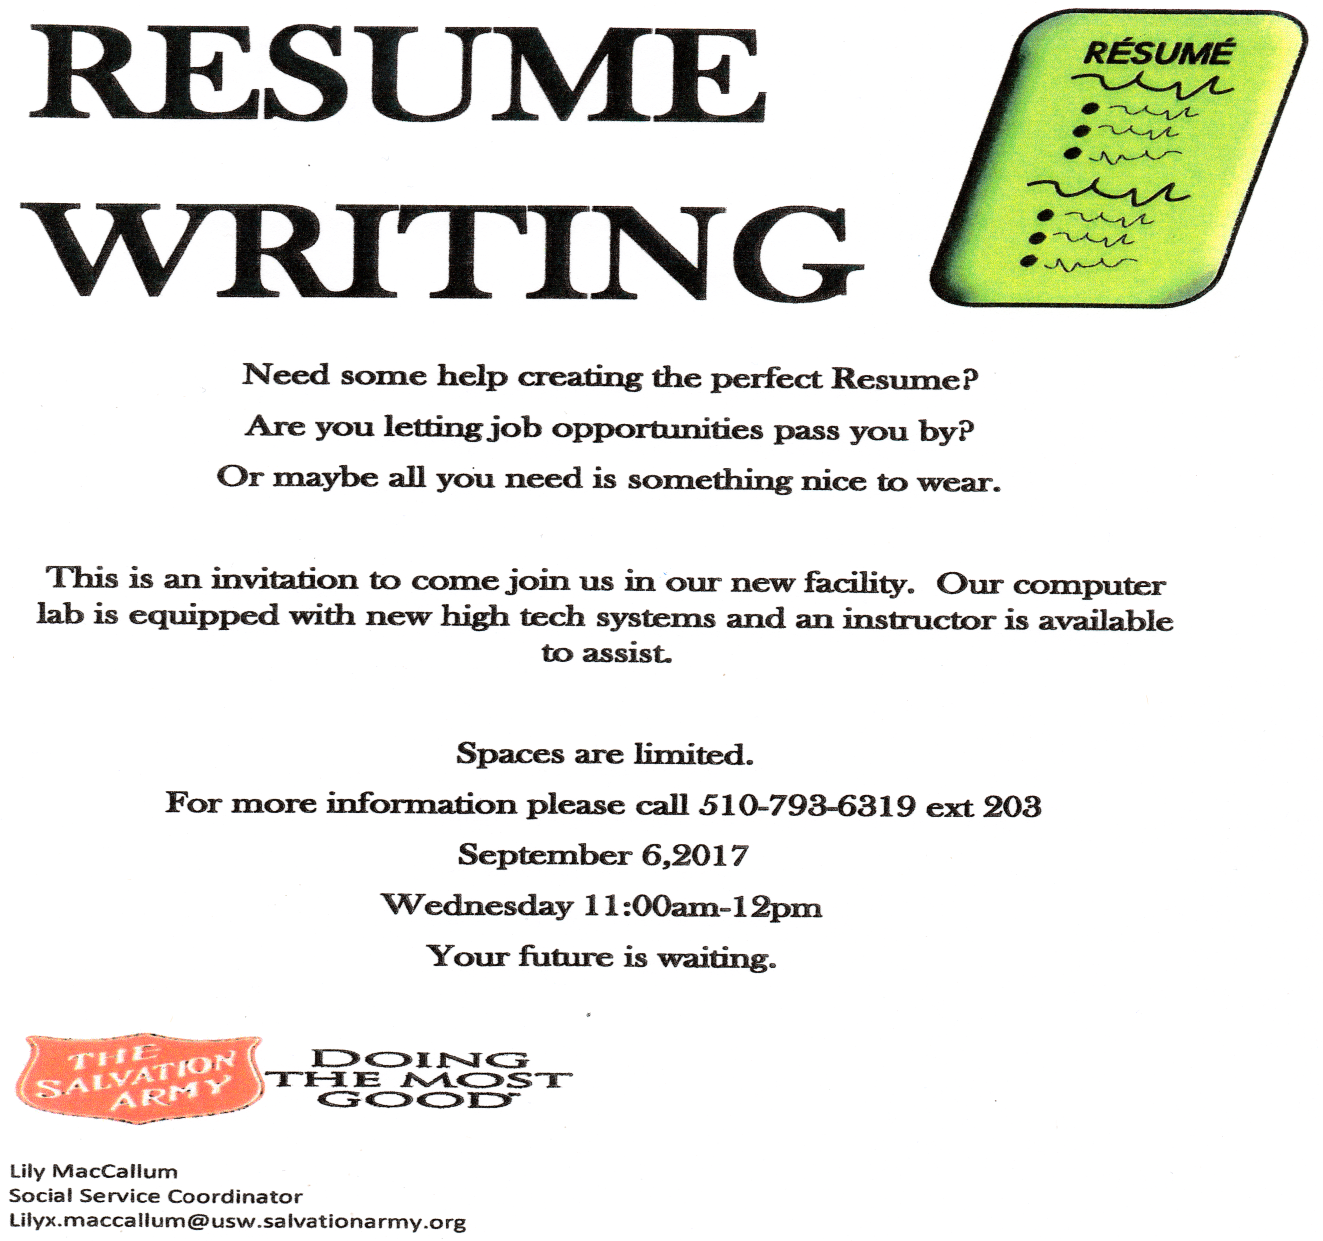 RESUME
WRITING
RÉSUMÉ
Need some help creating the perfect Resume?
Are you letting job opportunities pass you by?
Or maybe all you need is something nice to wear.
This is an invitation to come join us in our new facility. Our computer
lab is equipped with new high tech systems and an instructor is available
to assist.
Spaces are limited.
For more information please call 510-793-6319 ext 203
September 6,2017
Wednesday 11:00am-12pm
Your future is waiting.
THE
SALVATION
ARMY
DOING
THE MOST
GOOD
Lily MacCallum
Social Service Coordinator
Lilyx.maccallum@usw.salvationarmy.org